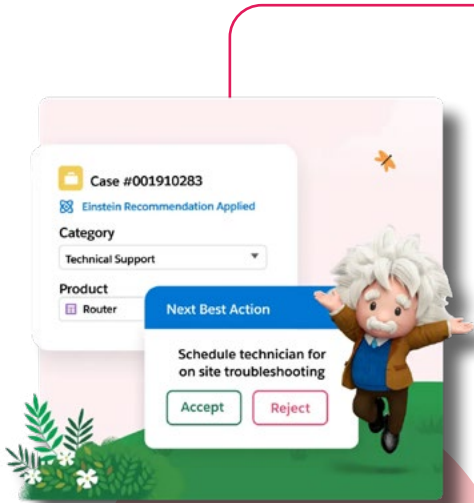 Case #001910283
Einstein Recommendation Applied
Category
Technical Support
Product
Router
Next Best Action
Schedule technician for
on site troubleshooting
Accept
Reject